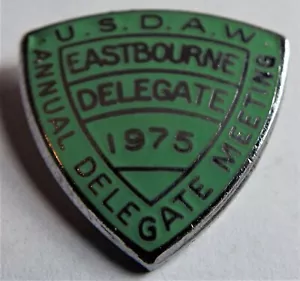 U.S.D.A.W
EASTBOURNE
DELEGATE
1975
ANNUAL DELEGATE MEETING